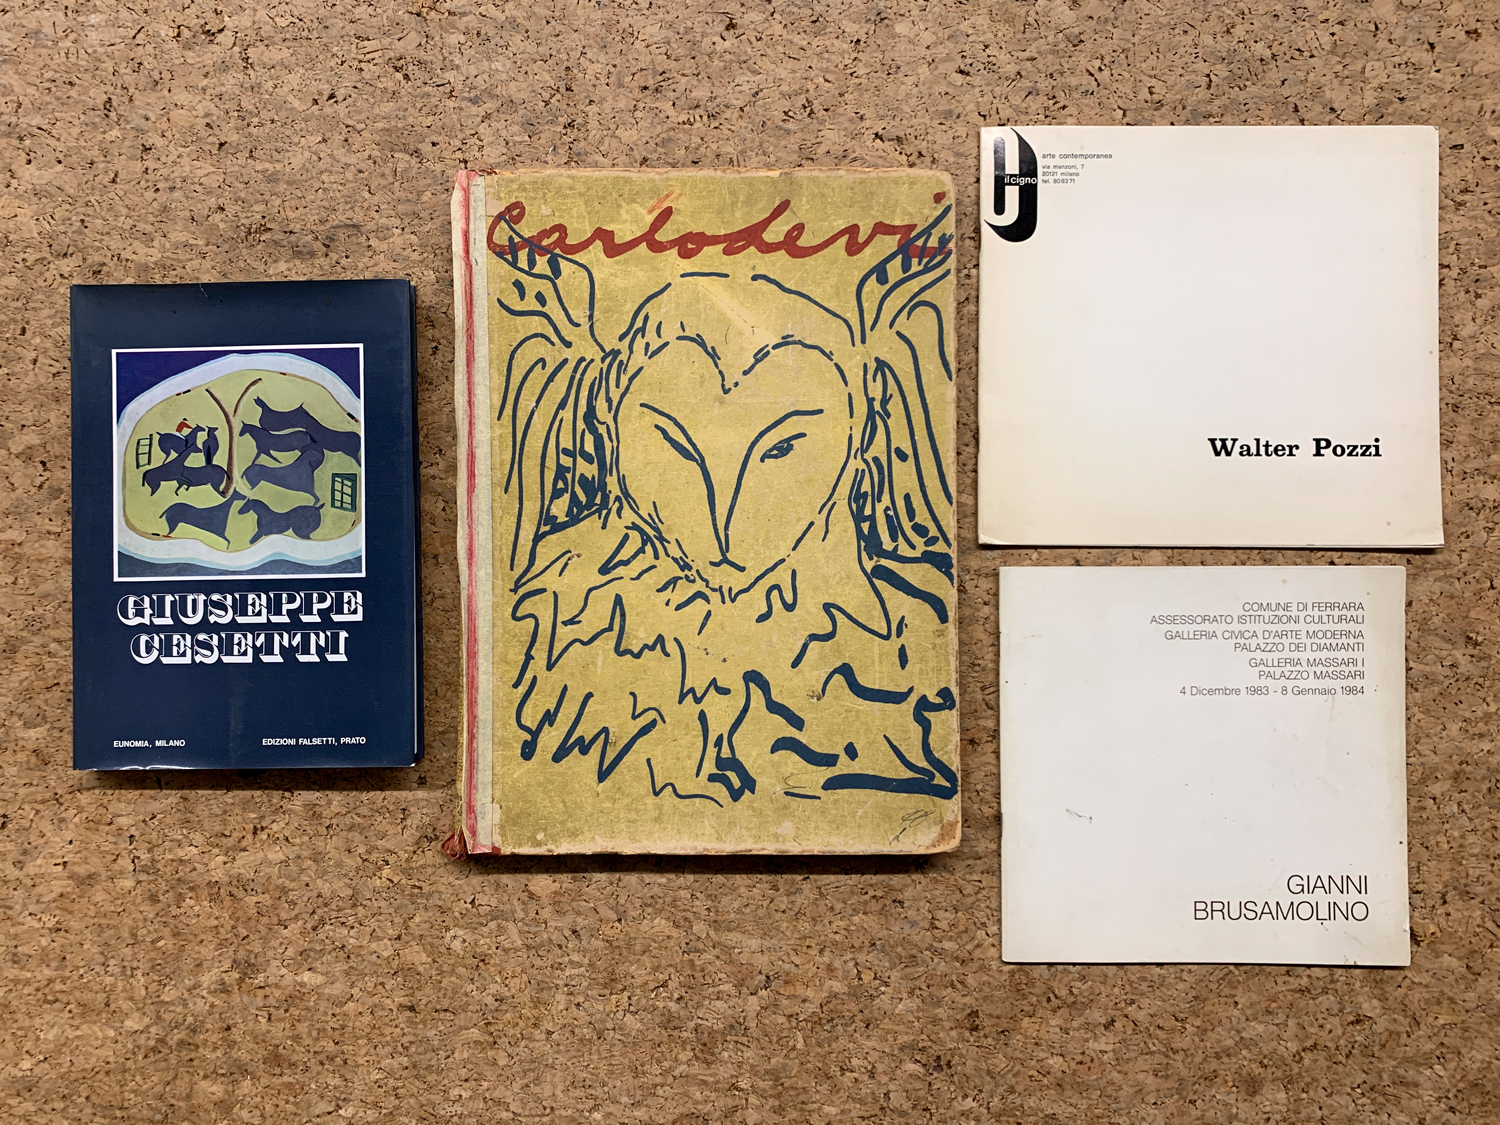 GIUSEPPE
CESETTI
EUNOMIA, MILANO
EDIZIONI FALSETTI, PRATO
Carlo Levi
il cigno
arte contemporanea
via manzoni, 7
20121 milano
tel. 808371
Walter Pozzi
COMUNE DI FERRARA
ASSESSORATO ISTITUZIONI CULTURALI
GALLERIA CIVICA D'ARTE MODERNA
PALAZZO DEI DIAMANTI
GALLERIA MASSARI I
PALAZZO MASSARI
4 Dicembre 1983 - 8 Gennaio 1984
GIANNI
BRUSAMOLINO